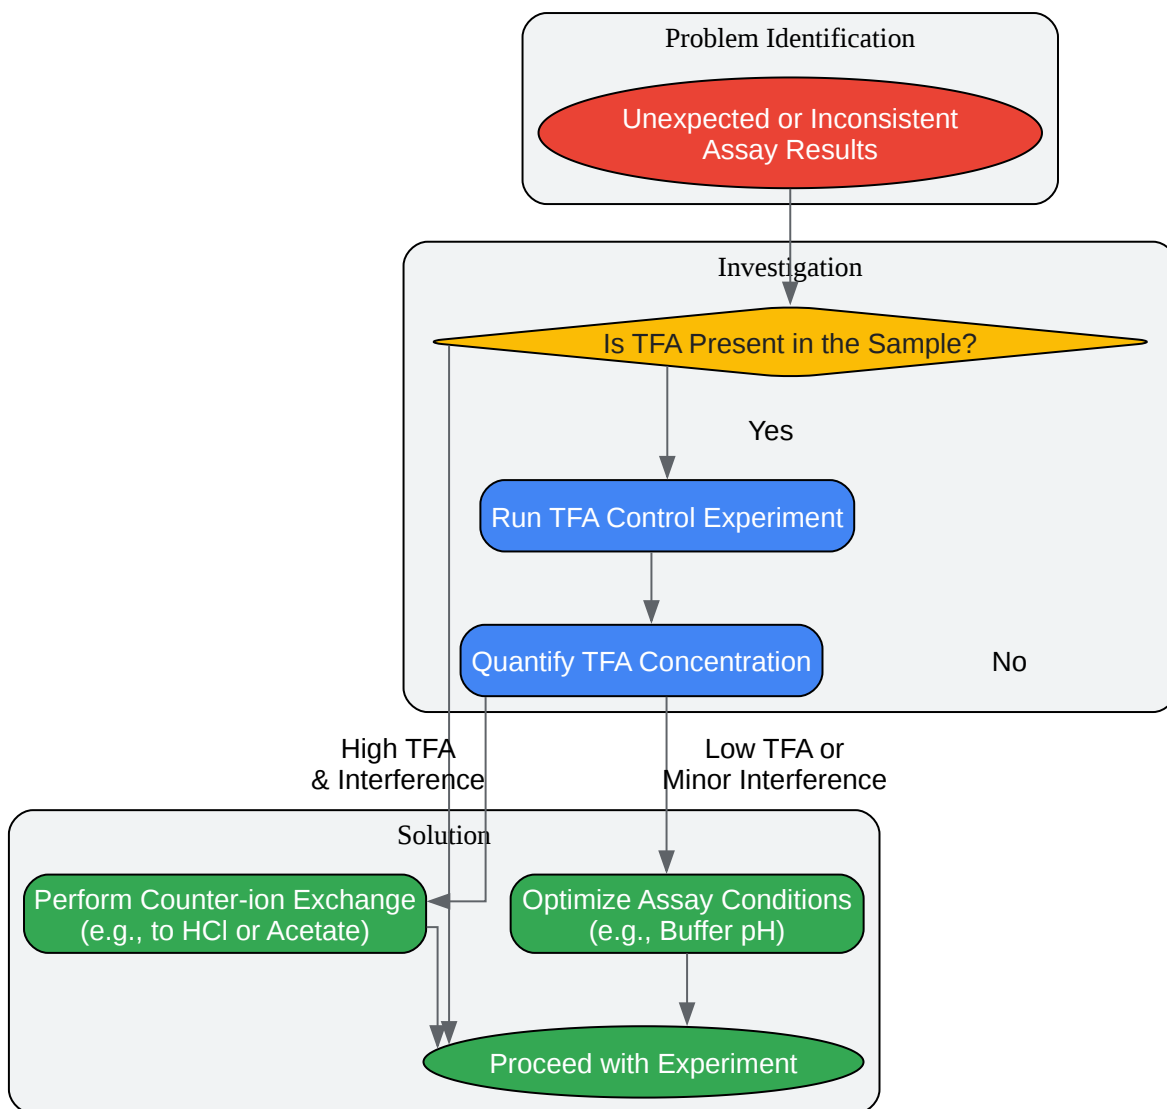 Problem Identification
Unexpected or Inconsistent
Assay Results
Investigation
Is TFA Present in the Sample?
Yes
Run TFA Control Experiment
Quantify TFA Concentration
No
High TFA
& Interference
Low TFA or
Minor Interference
Solution
Perform Counter-ion Exchange
(e.g., to HCl or Acetate)
Optimize Assay Conditions
(e.g., Buffer pH)
Proceed with Experiment